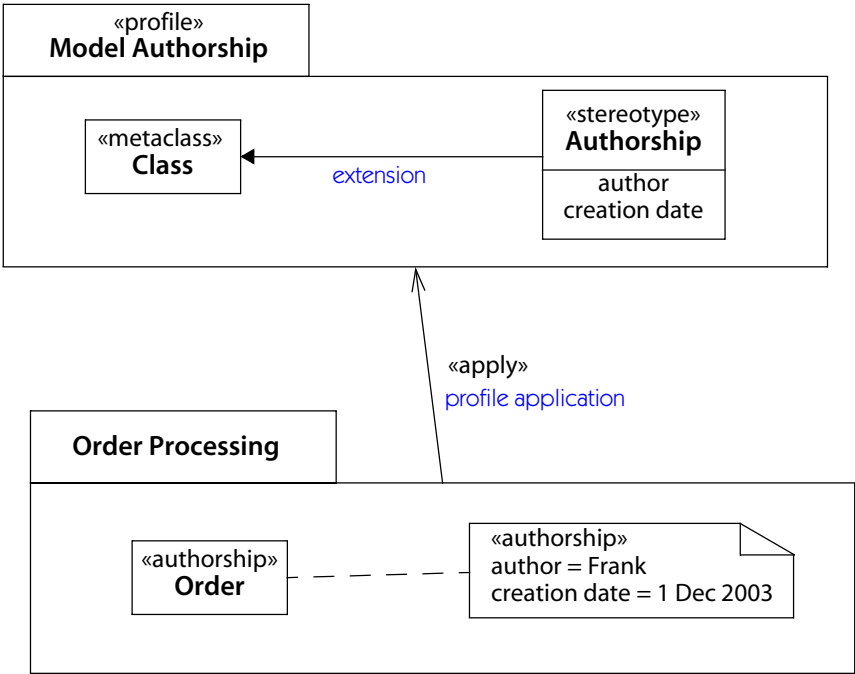 «profile»
Model Authorship
«metaclass»
Class
extension
«stereotype»
Authorship
author
creation date
«apply»
profile application
Order Processing
«authorship»
Order
«authorship»
author = Frank
creation date = 1 Dec 2003